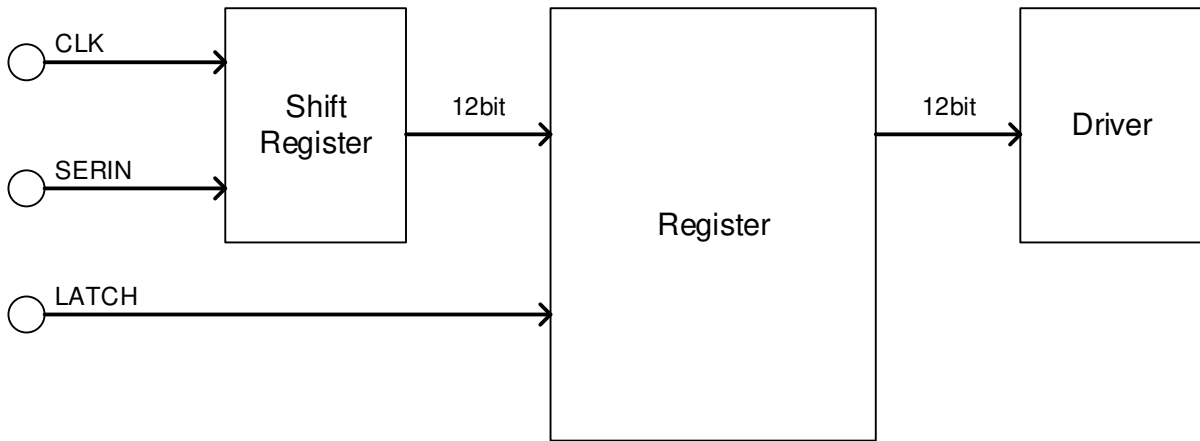 CLK
Shift
Register
12bit
12bit
Driver
SERIN
Register
LATCH